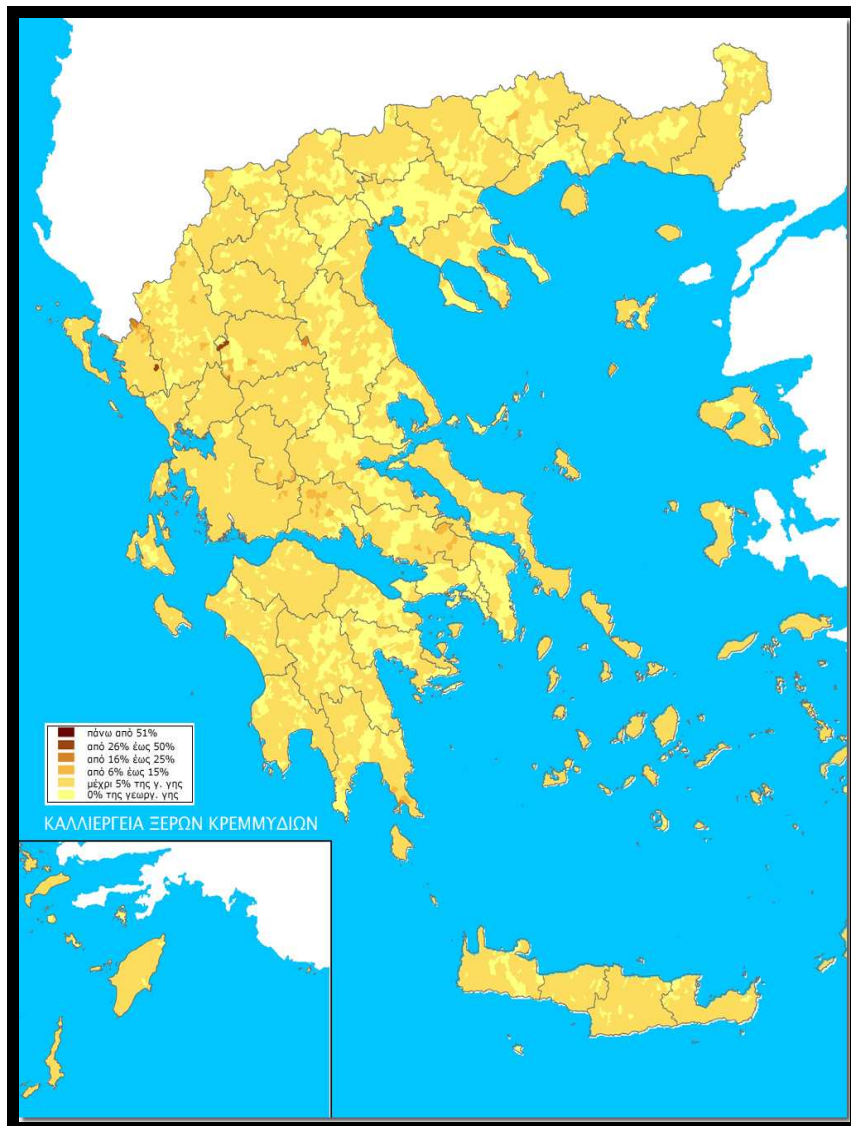 πάνω από 51%
από 26% έως 50%
από 16% έως 25%
από 6% έως 15%
μέχρι 5% της γ. γης
0% της γεωργ. γης
ΚΑΛΛΙΕΡΓΕΙΑ ΞΕΡΩΝ ΚΡΕΜΜΥΔΙΩΝ